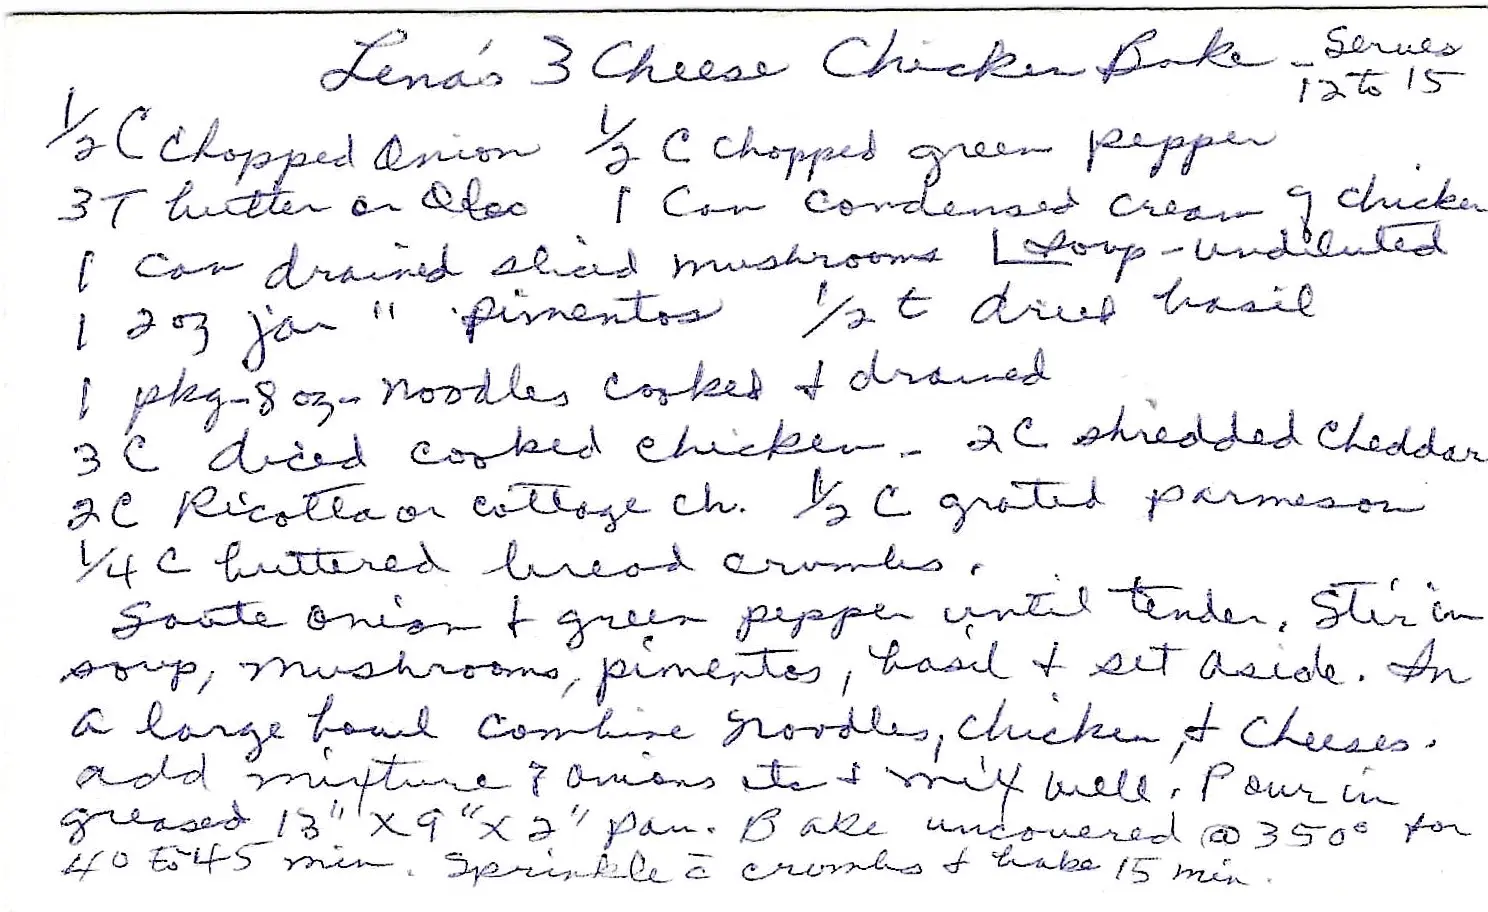 Lena's 3 Cheese Chicken Bake - Serves 12 to 15
1/2 C Chopped Onion 1/2 C chopped green pepper
3 T butter or Oleo 1 Can condensed cream of chicken
1 can drained sliced mushrooms soup - undiluted
1 2 oz jar " pimentos 1/2 t dried basil
1 pkg - 8 oz - noodles cooked & drained
3 C diced cooked chicken - 2 C shredded Cheddar
2 C Ricotta or cottage ch. 1/2 C grated parmeson
1/4 C buttered bread crumbs.
Saute onion & green pepper until tender. Stir in
soup, mushrooms, pimentos, basil & set aside. In
a large bowl combine noodles, chicken, & cheeses.
add mixture of onions etc & mix well. Pour in
greased 13" X 9" X 2" pan. Bake uncovered @ 350° for
40 to 45 min. Sprinkle c̄ crumbs & bake 15 min.